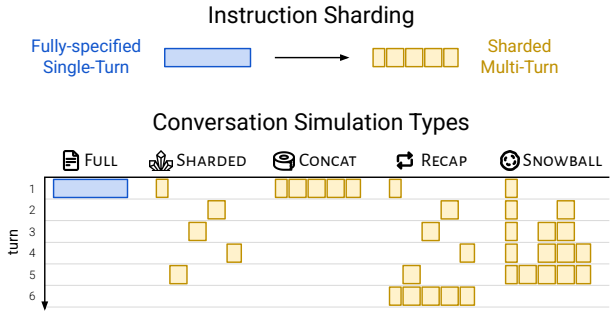 Instruction Sharding
Fully-specified
Single-Turn
Sharded
Multi-Turn
Conversation Simulation Types
FULL
SHARDED
CONCAT
RECAP
SNOWBALL
turn
1
2
3
4
5
6